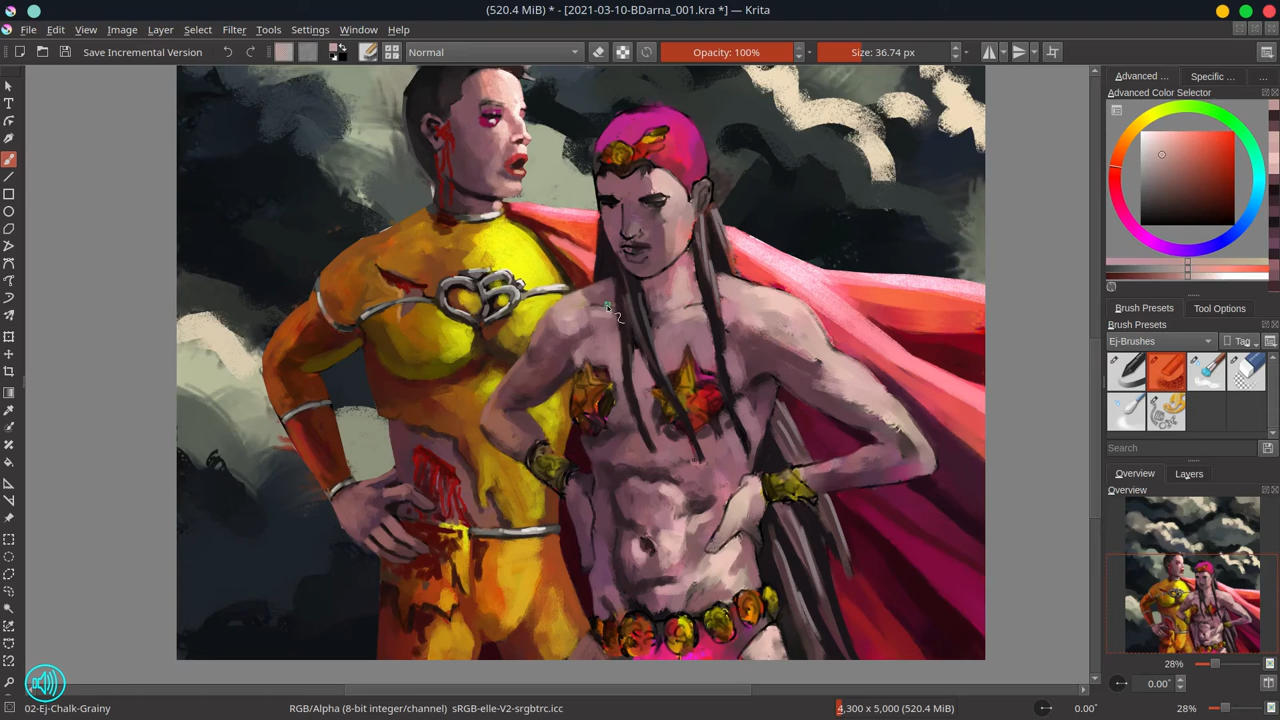 (520.4 MiB) * - [2021-03-10-BDarna_001.kra *] — Krita
File Edit View Image Layer Select Filter Tools Settings Window Help
Save Incremental Version Normal Opacity: 100% Size: 36.74 px
Advanced ... Specific ... ...
Advanced Color Selector
Brush Presets Tool Options
Brush Presets
Ej-Brushes Tag
Search
Overview Layers
Overview
28%
0.00°
02-Ej-Chalk-Grainy RGB/Alpha (8-bit integer/channel) sRGB-elle-V2-srgbtrc.icc 4,300 x 5,000 (520.4 MiB) 0.00° 28%